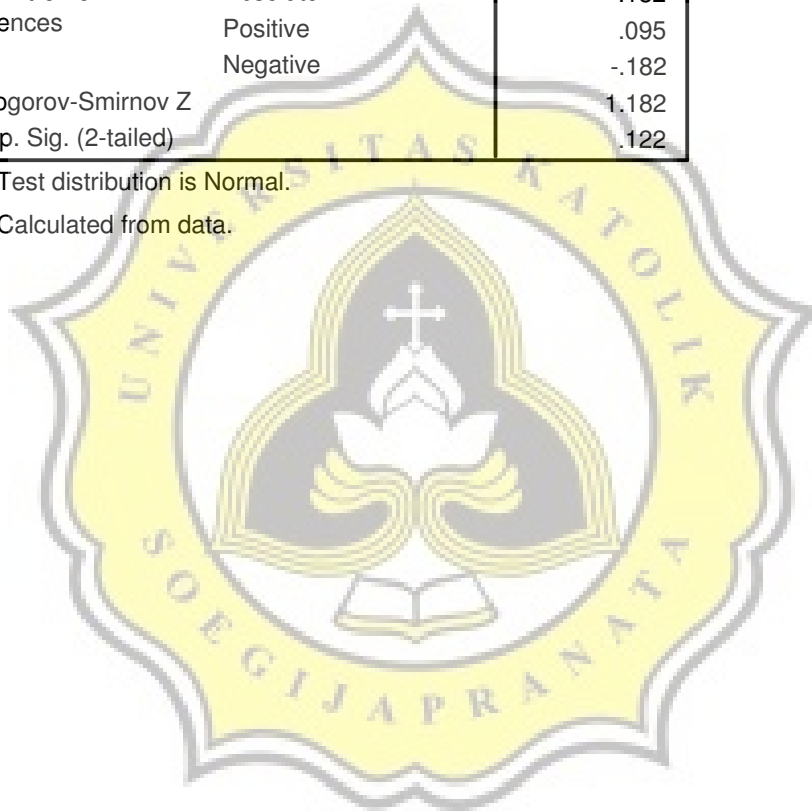 ences Positive .095
Negative -.182
ogorov-Smirnov Z 1.182
p. Sig. (2-tailed) .122
Test distribution is Normal.
Calculated from data.
UNIVERSITAS KATOLIK
SOEGIJAPRANATA